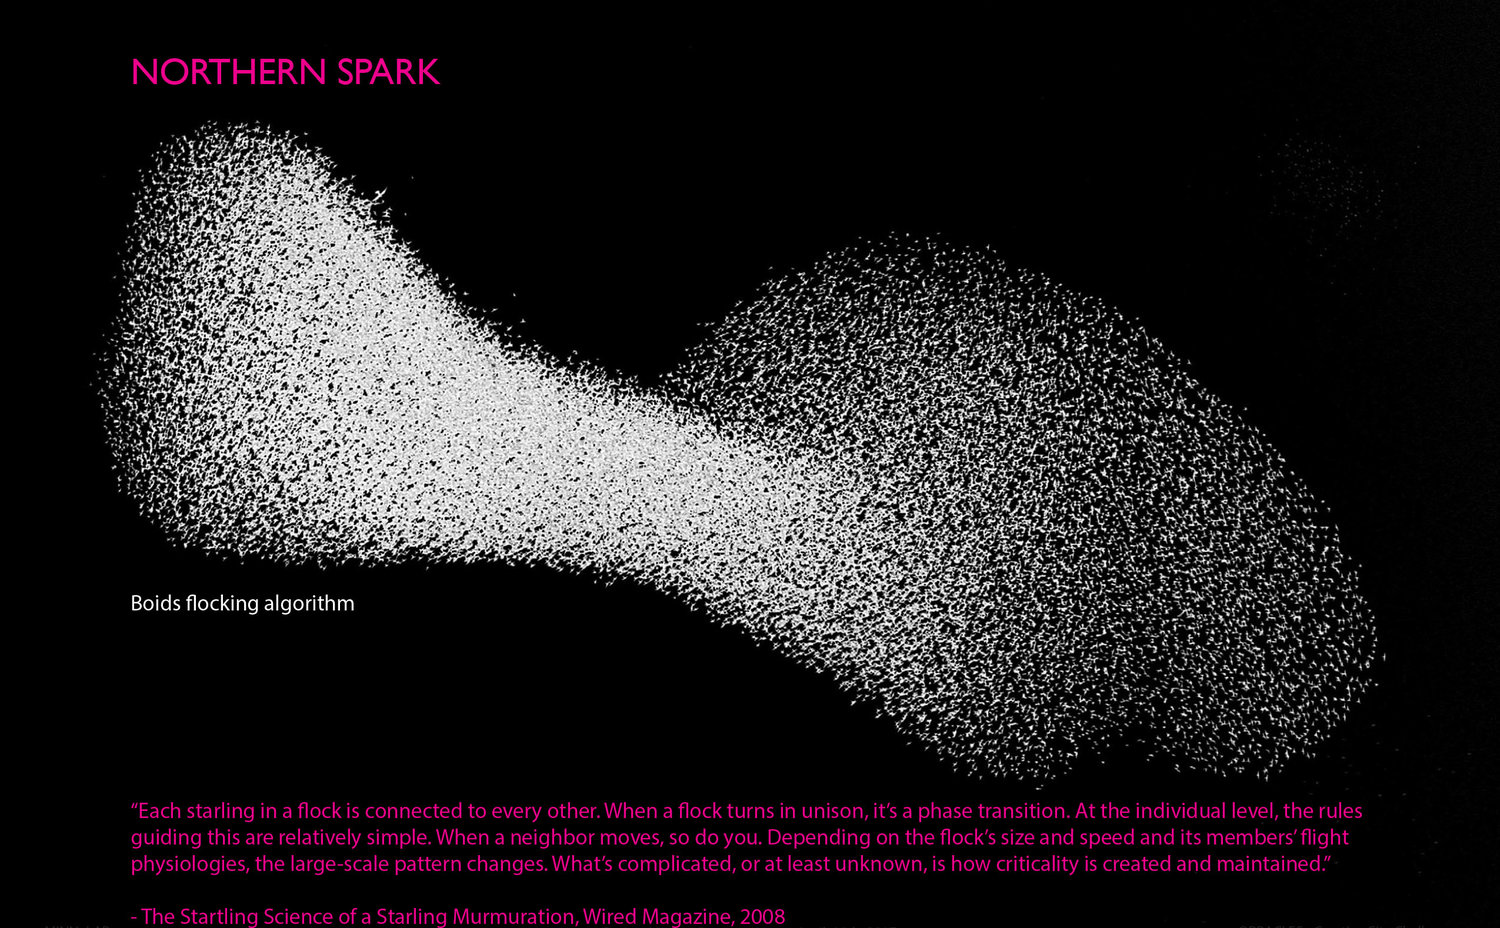 NORTHERN SPARK
Boids flocking algorithm
“Each starling in a flock is connected to every other. When a flock turns in unison, it’s a phase transition. At the individual level, the rules
guiding this are relatively simple. When a neighbor moves, so do you. Depending on the flock’s size and speed and its members’ flight
physiologies, the large-scale pattern changes. What’s complicated, or at least unknown, is how criticality is created and maintained.”
- The Startling Science of a Starling Murmuration, Wired Magazine, 2008